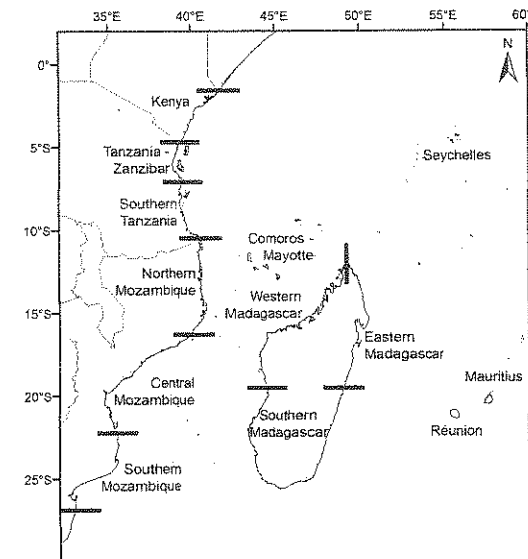 35°E 40°E 45°E 50°E 55°E 60°
N
0°
Kenya
5°S
Tanzania -
Zanzibar
Seychelles
Southern
Tanzania
10°S
Comoros -
Mayotte
Northern
Mozambique
Western
Madagascar
15°S
Eastern
Madagascar
Central
Mozambique
Mauritius
20°S
Southern
Madagascar
Réunion
Southern
Mozambique
25°S